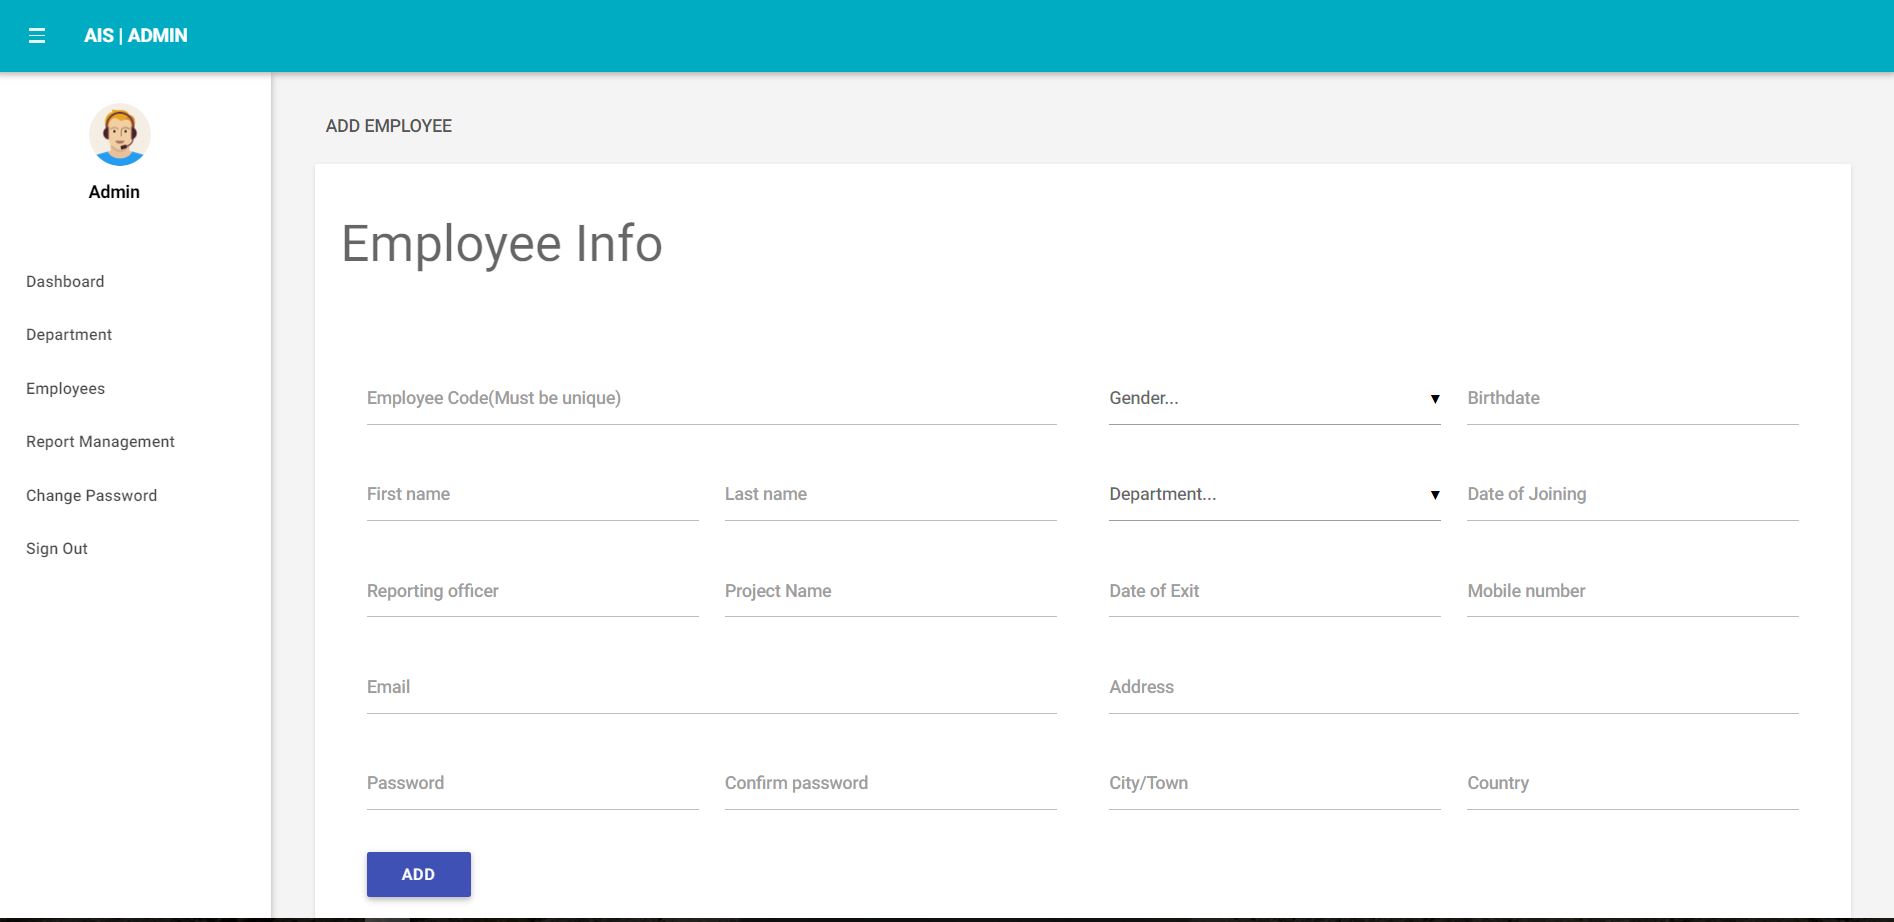 AIS | ADMIN
Admin
Dashboard
Department
Employees
Report Management
Change Password
Sign Out
ADD EMPLOYEE
Employee Info
Employee Code(Must be unique)
Gender...
Birthdate
First name
Last name
Department...
Date of Joining
Reporting officer
Project Name
Date of Exit
Mobile number
Email
Address
Password
Confirm password
City/Town
Country
ADD